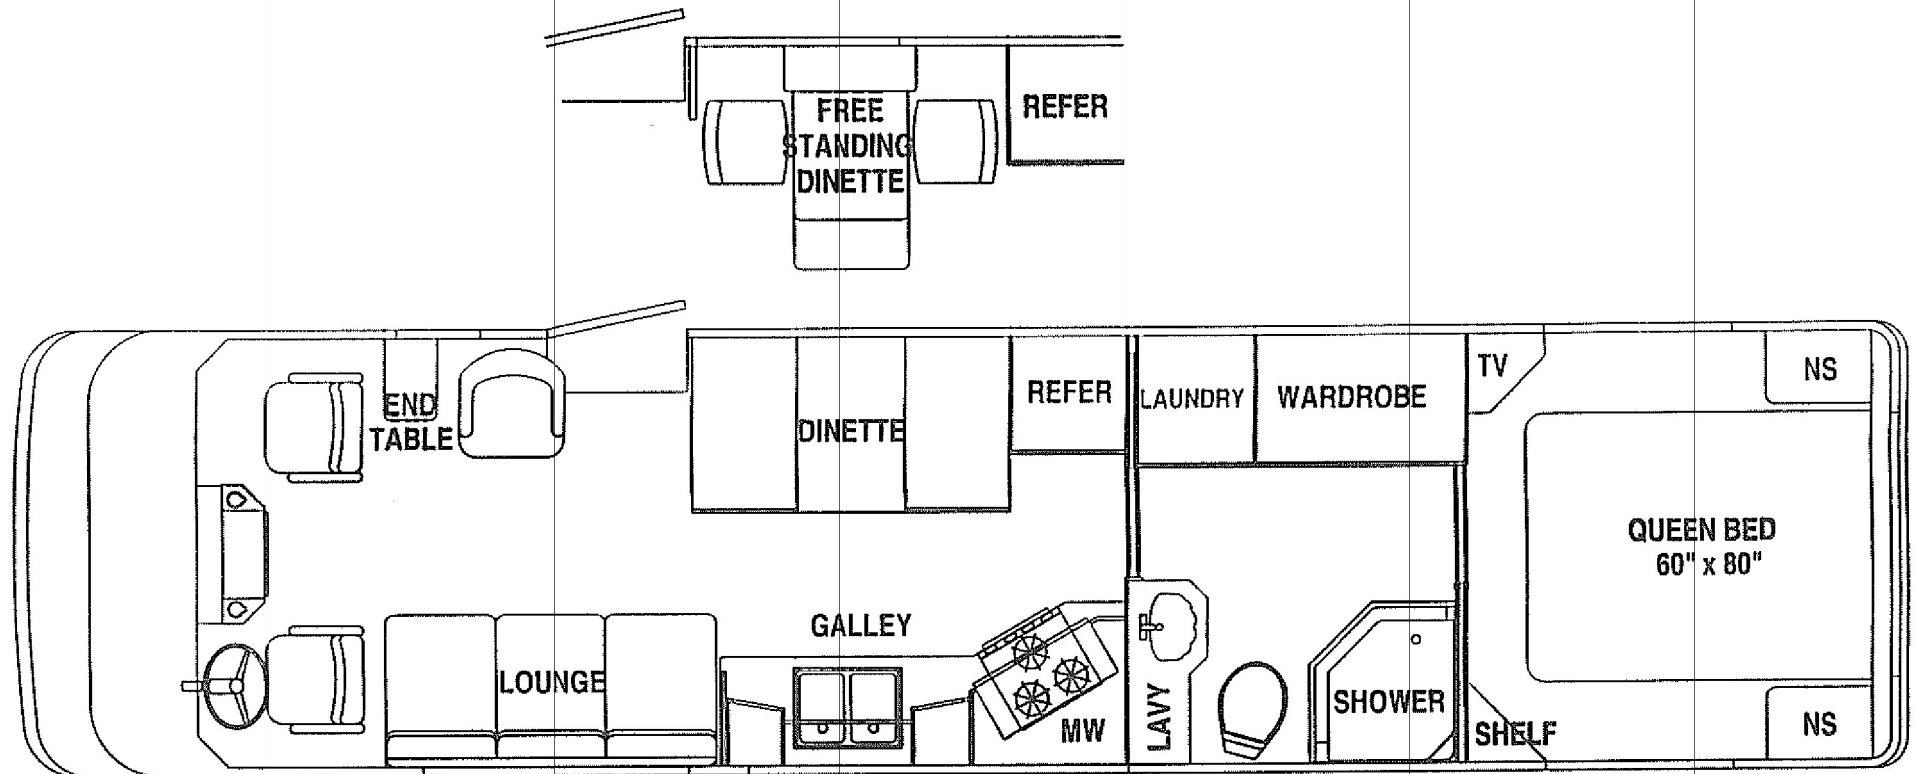 FREE
STANDING
DINETTE
REFER
END
TABLE
DINETTE
REFER
LAUNDRY
WARDROBE
TV
NS
QUEEN BED
60" x 80"
GALLEY
LOUNGE
MW
LAVY
SHOWER
SHELF
NS